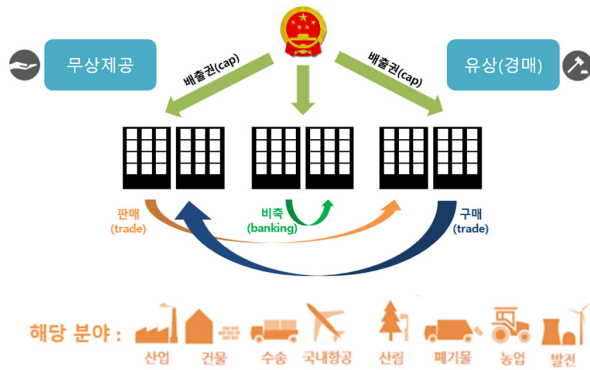 무상제공
배출권(cap)
배출권(cap)
유상(경매)
판매
(trade)
비축
(banking)
구매
(trade)
해당 분야 :
산업 건물 수송 국내항공 산림 폐기물 농업 발전